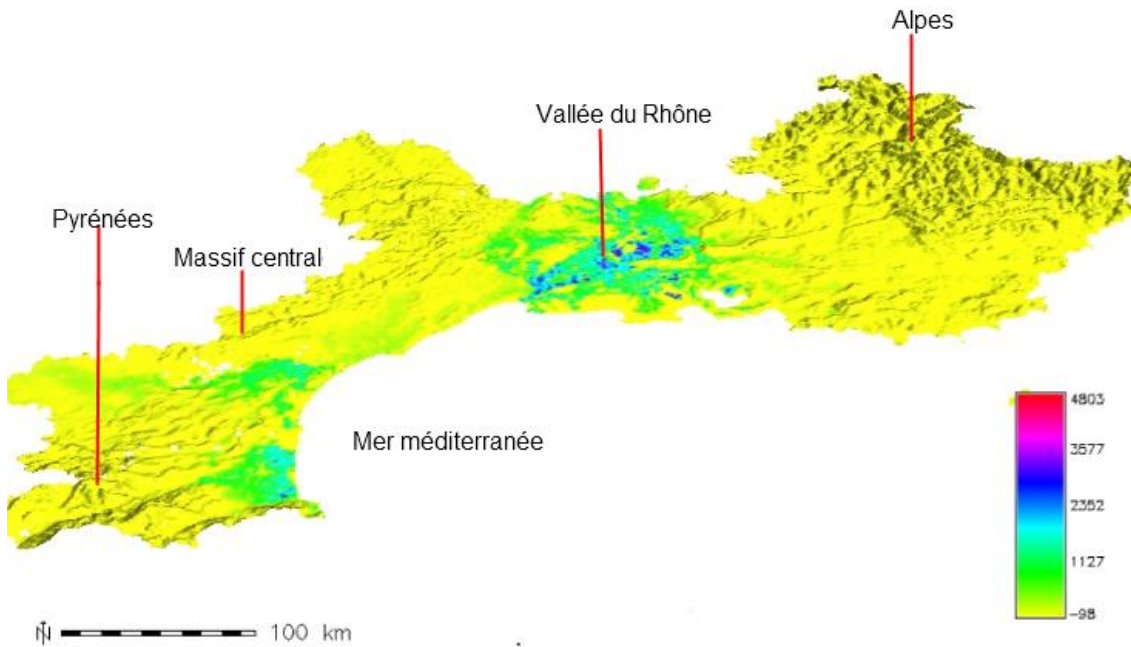 Alpes
Vallée du Rhône
Pyrénées
Massif central
Mer méditerranée
4803
3577
2352
1127
-98
N
100 km